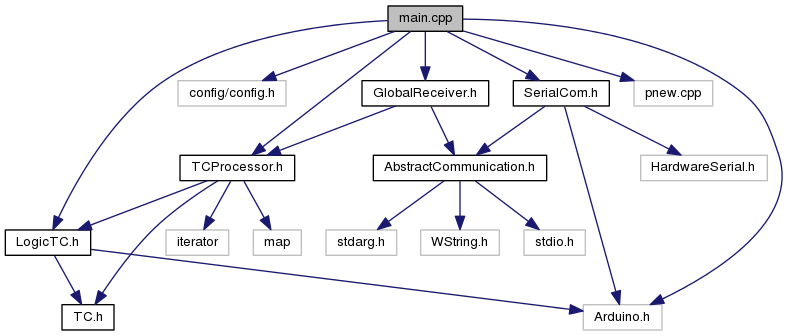 main.cpp
config/config.h
GlobalReceiver.h
SerialCom.h
pnew.cpp
TCProcessor.h
AbstractCommunication.h
HardwareSerial.h
LogicTC.h
iterator
map
stdarg.h
WString.h
stdio.h
TC.h
Arduino.h